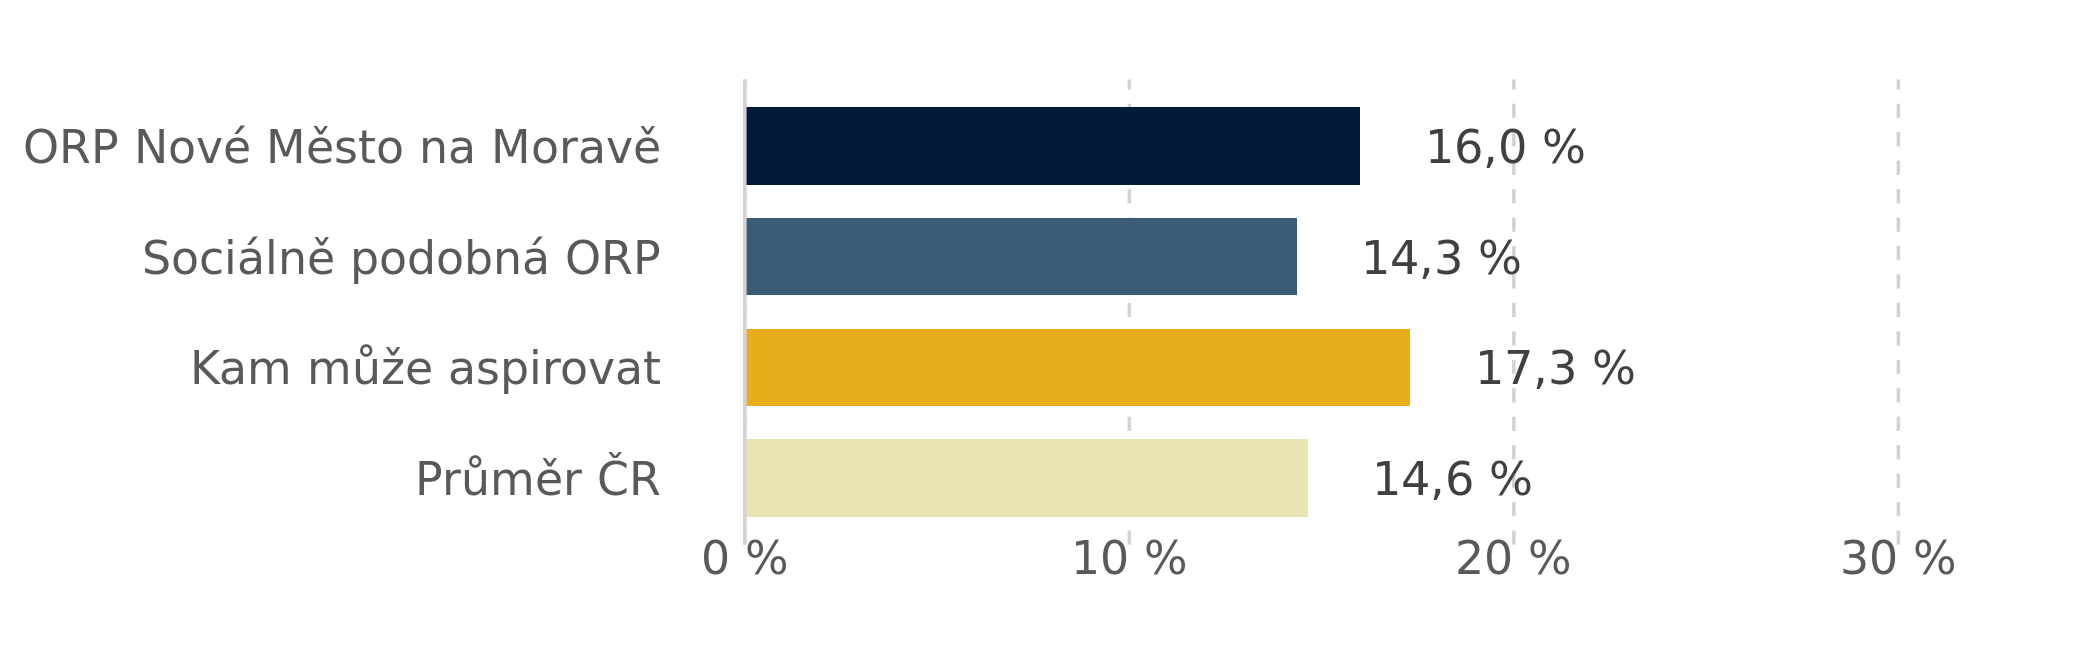 ORP Nové Město na Moravě 16,0 %
Sociálně podobná ORP 14,3 %
Kam může aspirovat 17,3 %
Průměr ČR 14,6 %
0 % 10 % 20 % 30 %